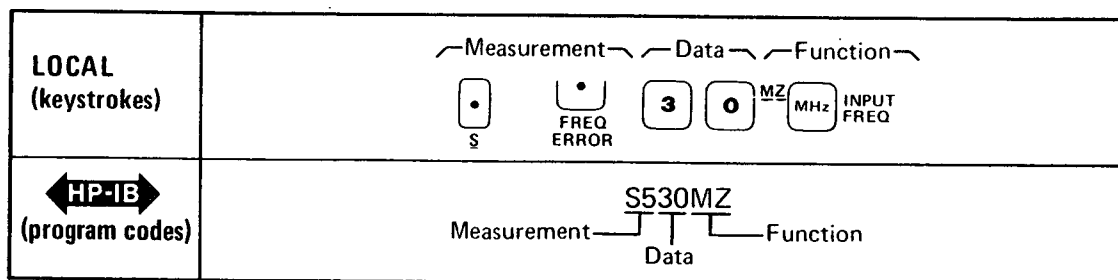 LOCAL
(keystrokes)
Measurement Data Function
S
FREQ
ERROR
3 0 MZ MHz INPUT
FREQ
HP-IB
(program codes)
S530MZ
Measurement Function
Data